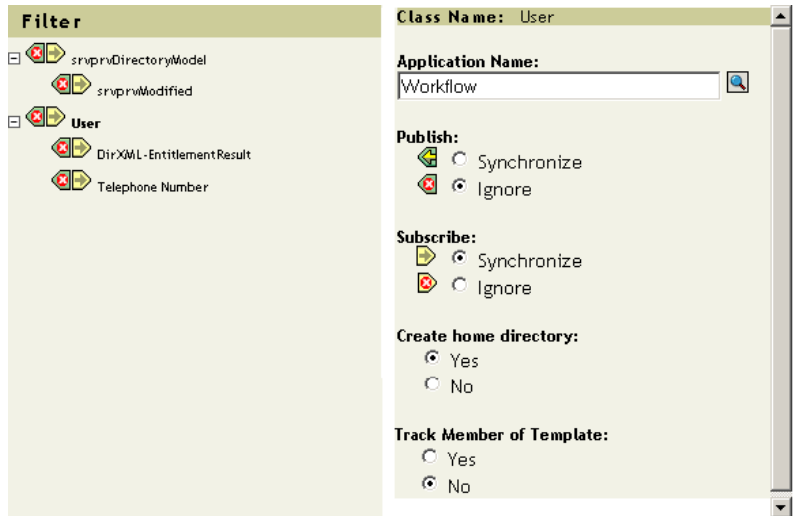 Filter
srvprvDirectoryModel
srvprvModified
User
DirXML-EntitlementResult
Telephone Number
Class Name: User
Application Name:
Workflow
Publish:
Synchronize
Ignore
Subscribe:
Synchronize
Ignore
Create home directory:
Yes
No
Track Member of Template:
Yes
No